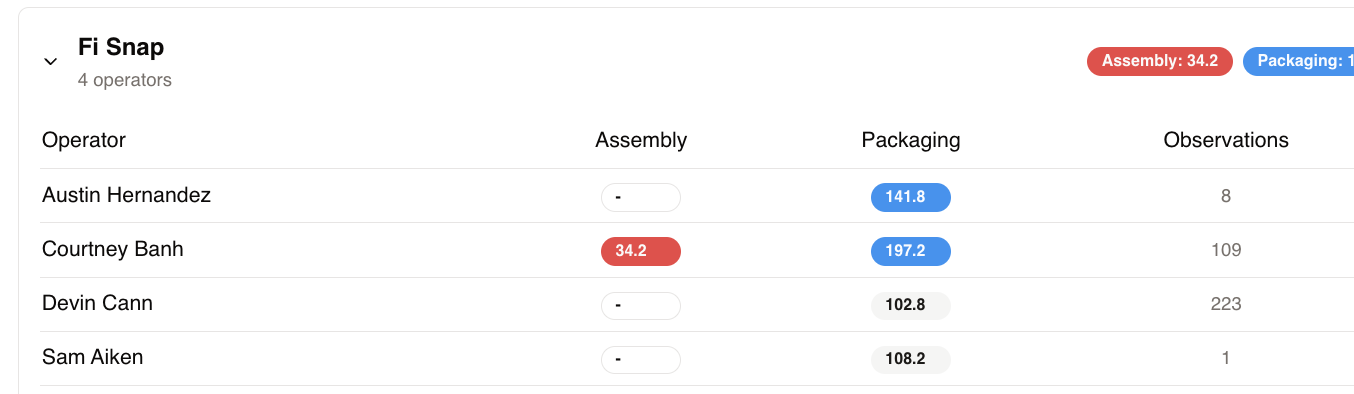 Fi Snap
4 operators
Assembly: 34.2 Packaging: 1
Operator Assembly Packaging Observations
Austin Hernandez - 141.8 8
Courtney Banh 34.2 197.2 109
Devin Cann - 102.8 223
Sam Aiken - 108.2 1